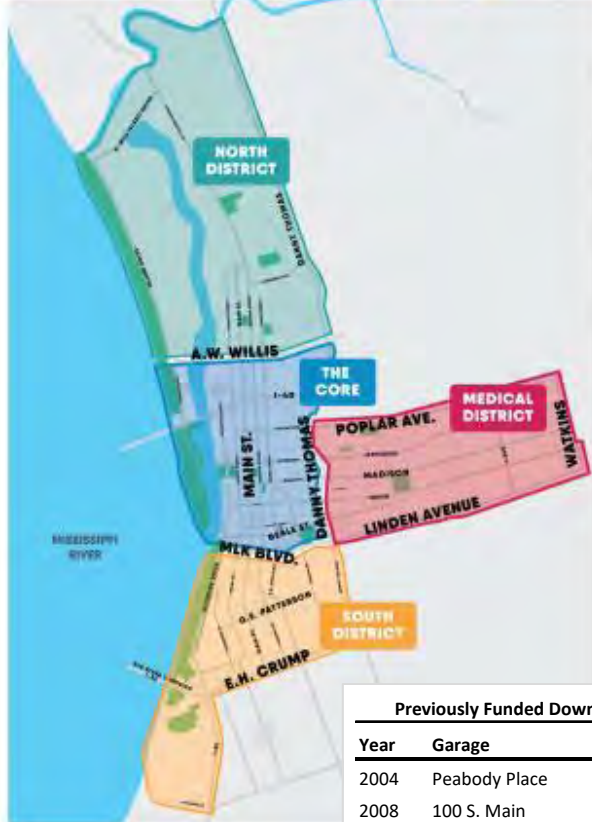 NORTH
DISTRICT
DANNY THOMAS
A.W. WILLIS
THE
CORE
I-40
MEDICAL
DISTRICT
POPLAR AVE.
WATKINS
MAIN ST.
DANNY THOMAS
MADISON
LINDEN AVENUE
BEALE ST.
MLK BLVD.
MISSISSIPPI
RIVER
G.E. PATTERSON
SOUTH
DISTRICT
E.H. CRUMP
Previously Funded Down
Year Garage
2004 Peabody Place
2008 100 S. Main